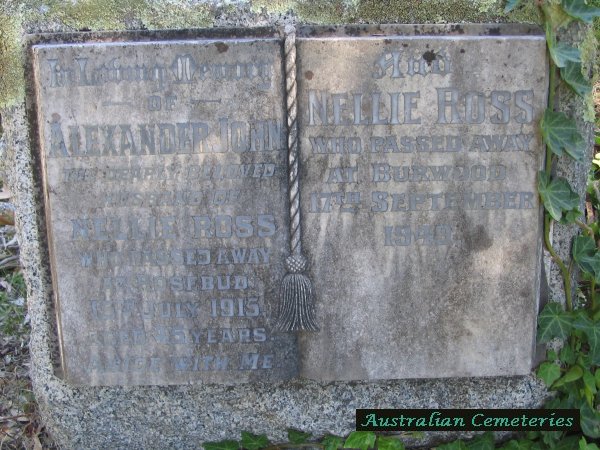 In Loving Memory
OF
ALEXANDER JOHN
THE DEARLY BELOVED
HUSBAND OF
NELLIE ROSS
WHO PASSED AWAY
AT ROSEBUD
JULY 1915
AGED YEARS
WITH ME
And
NELLIE ROSS
WHO PASSED AWAY
AT BURWOOD
17TH SEPTEMBER
1940
Australian Cemeteries